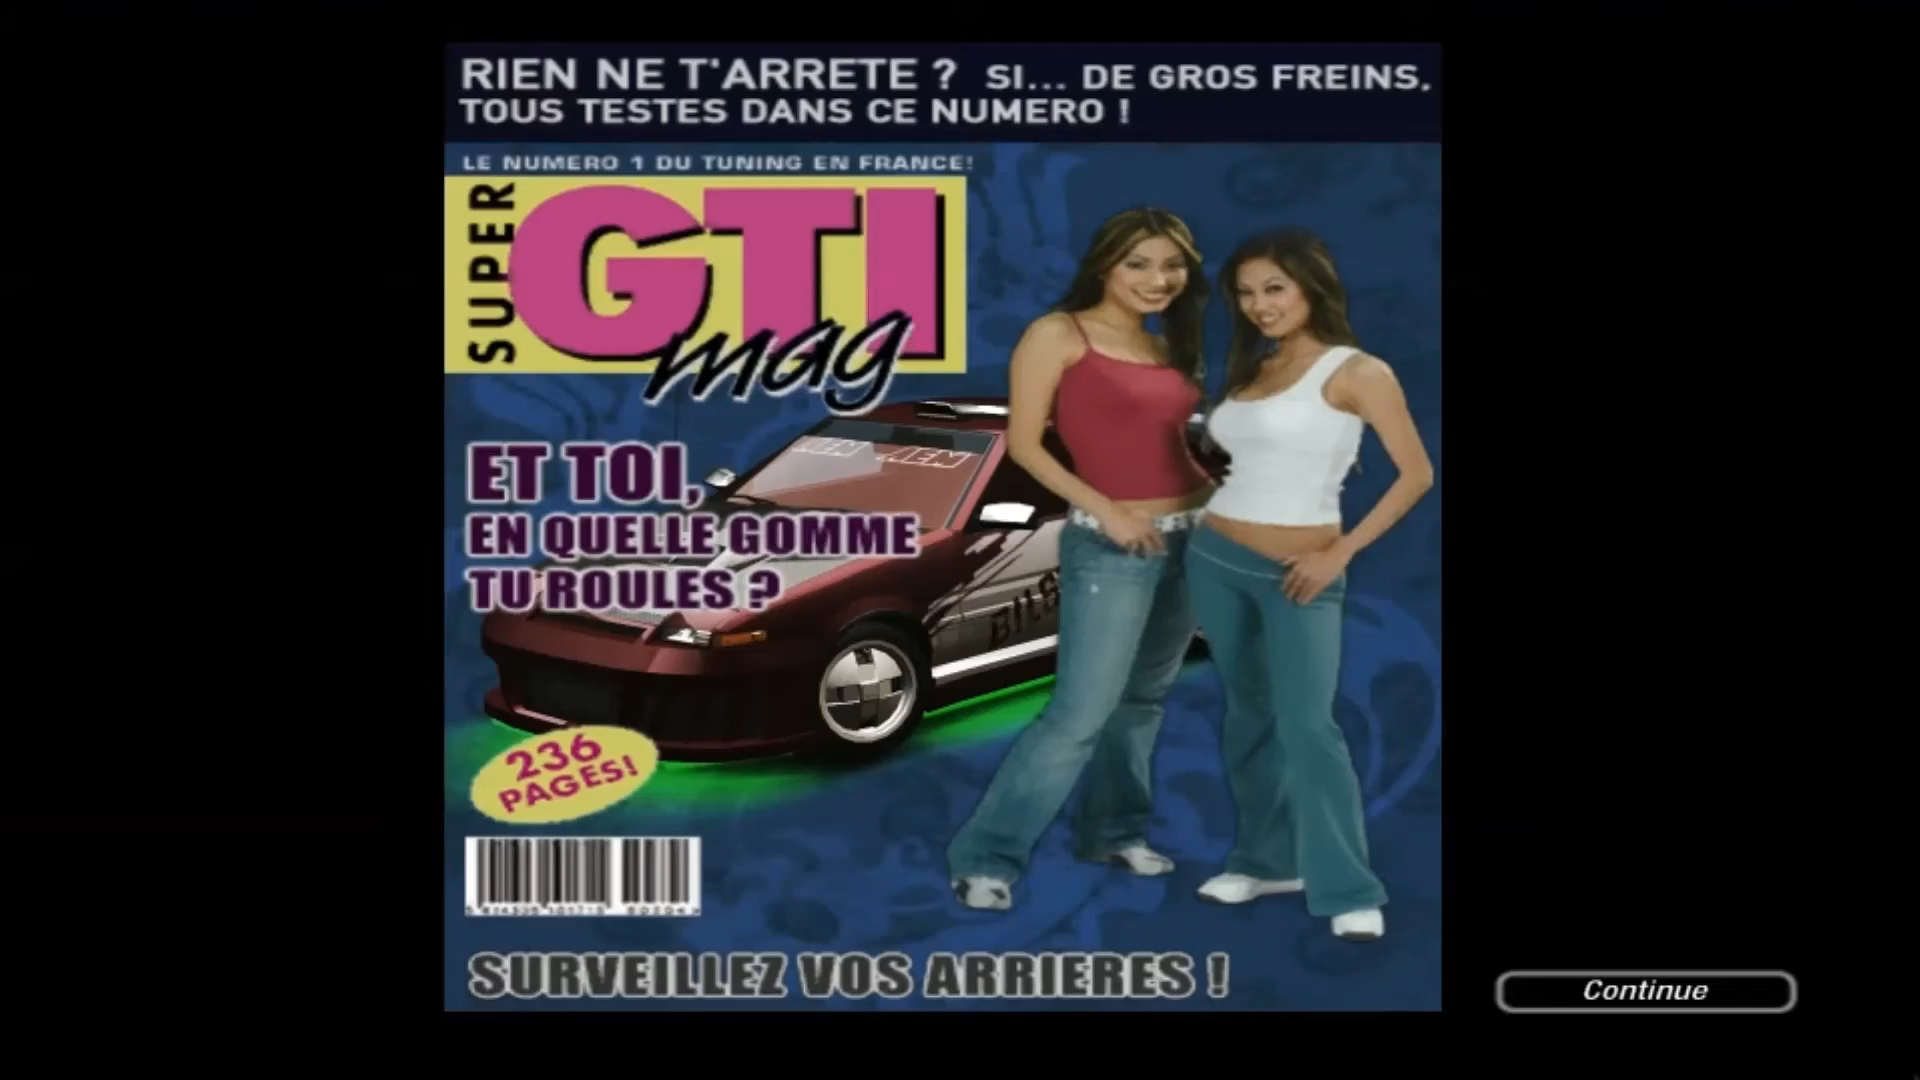 RIEN NE T'ARRETE ? SI... DE GROS FREINS,
TOUS TESTES DANS CE NUMERO !
LE NUMERO 1 DU TUNING EN FRANCE!
SUPER
GTI
mag
ET TOI,
EN QUELLE GOMME
TU ROULES ?
236
PAGES!
SURVEILLEZ VOS ARRIERES !
Continue